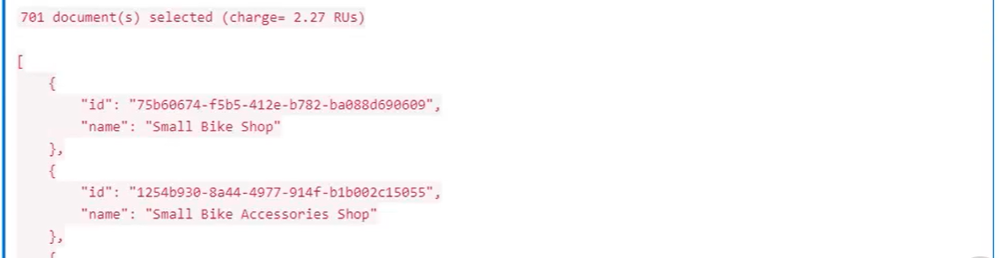 701 document(s) selected (charge= 2.27 RUs)
[
{
"id": "75b60674-f5b5-412e-b782-ba088d690609",
"name": "Small Bike Shop"
},
{
"id": "1254b930-8a44-4977-914f-b1b002c15055",
"name": "Small Bike Accessories Shop"
},
{